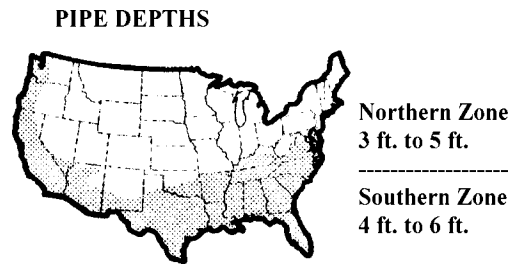 PIPE DEPTHS
Northern Zone
3 ft. to 5 ft.
Southern Zone
4 ft. to 6 ft.